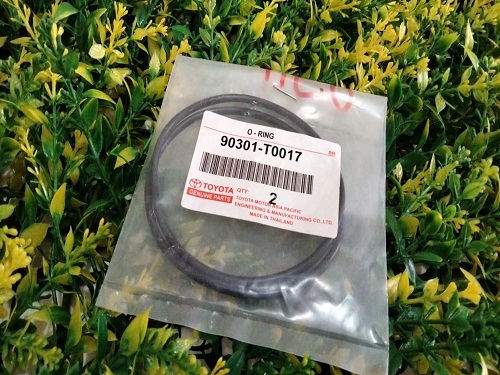 O - RING
90301-T0017
TOYOTA
GENUINE PARTS
QTY:
2
TOYOTA MOTOR ASIA PACIFIC
ENGINEERING & MANUFACTURING CO.,LTD.
MADE IN THAILAND